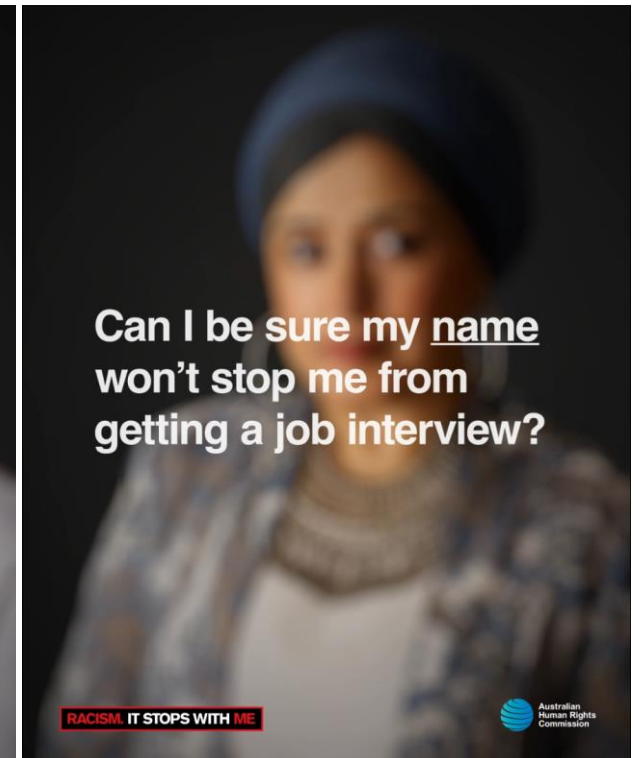 Can I be sure my name
won't stop me from
getting a job interview?
RACISM. IT STOPS WITH ME
Australian
Human Rights
Commission